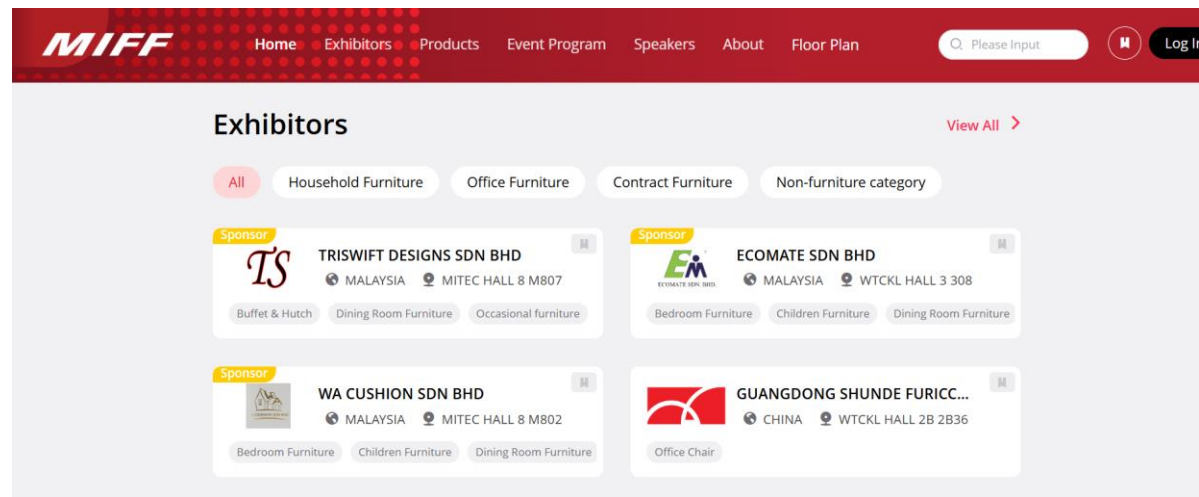 MIFF Home Exhibitors Products Event Program Speakers About Floor Plan Please Input Log In
Exhibitors View All
All Household Furniture Office Furniture Contract Furniture Non-furniture category
Sponsor
TS
TRISWIFT DESIGNS SDN BHD
MALAYSIA MITEC HALL 8 M807
Buffet & Hutch Dining Room Furniture Occasional furniture
Sponsor
EM
ECOMATE SDN. BHD.
ECOMATE SDN BHD
MALAYSIA WTCKL HALL 3 308
Bedroom Furniture Children Furniture Dining Room Furniture
Sponsor
WA CUSHION SDN BHD
MALAYSIA MITEC HALL 8 M802
Bedroom Furniture Children Furniture Dining Room Furniture
GUANGDONG SHUNDE FURICC...
CHINA WTCKL HALL 2B 2B36
Office Chair